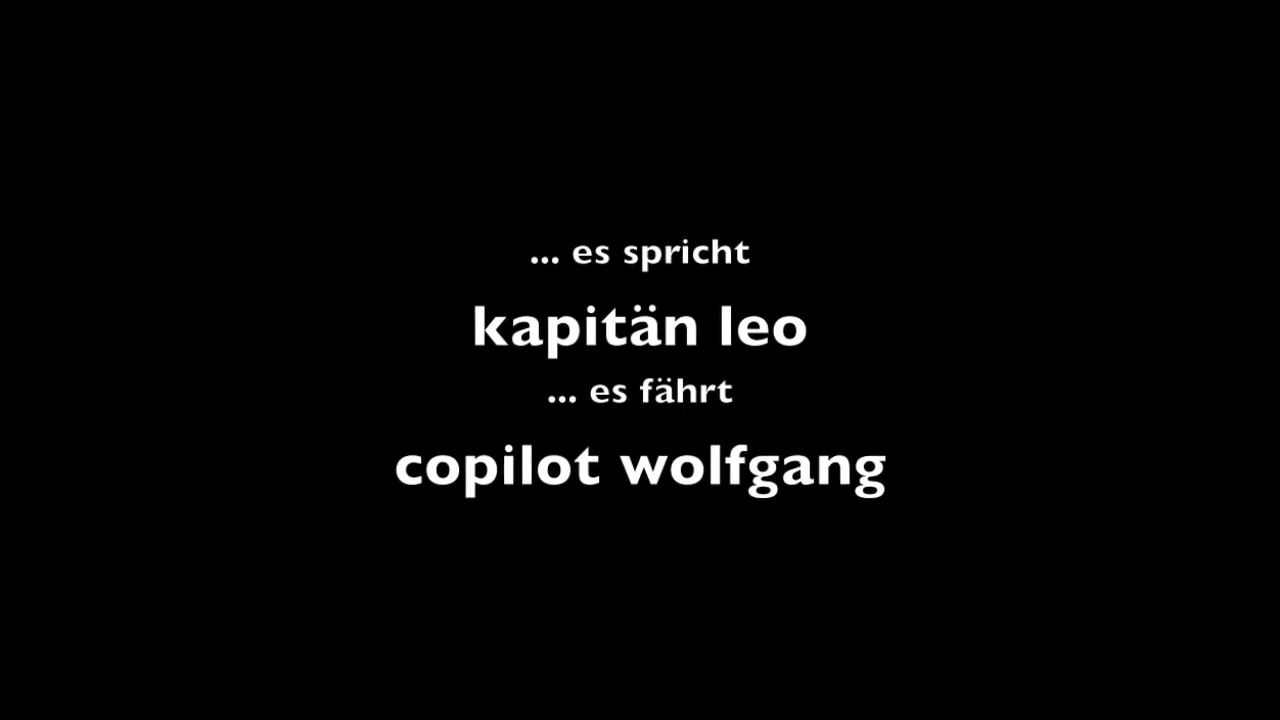 ... es spricht
kapitän leo
... es fährt
copilot wolfgang